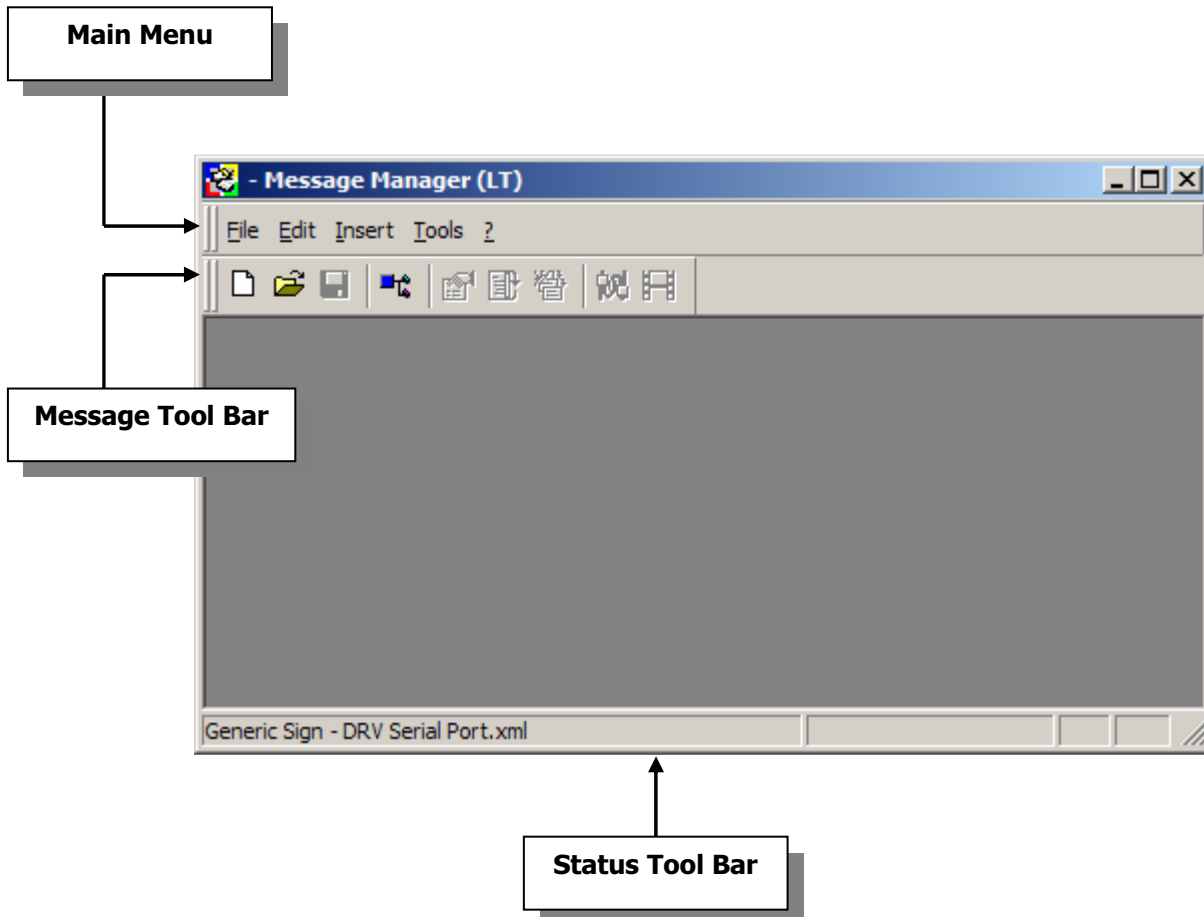 Main Menu
- Message Manager (LT)
File Edit Insert Tools ?
Message Tool Bar
Generic Sign - DRV Serial Port.xml
Status Tool Bar